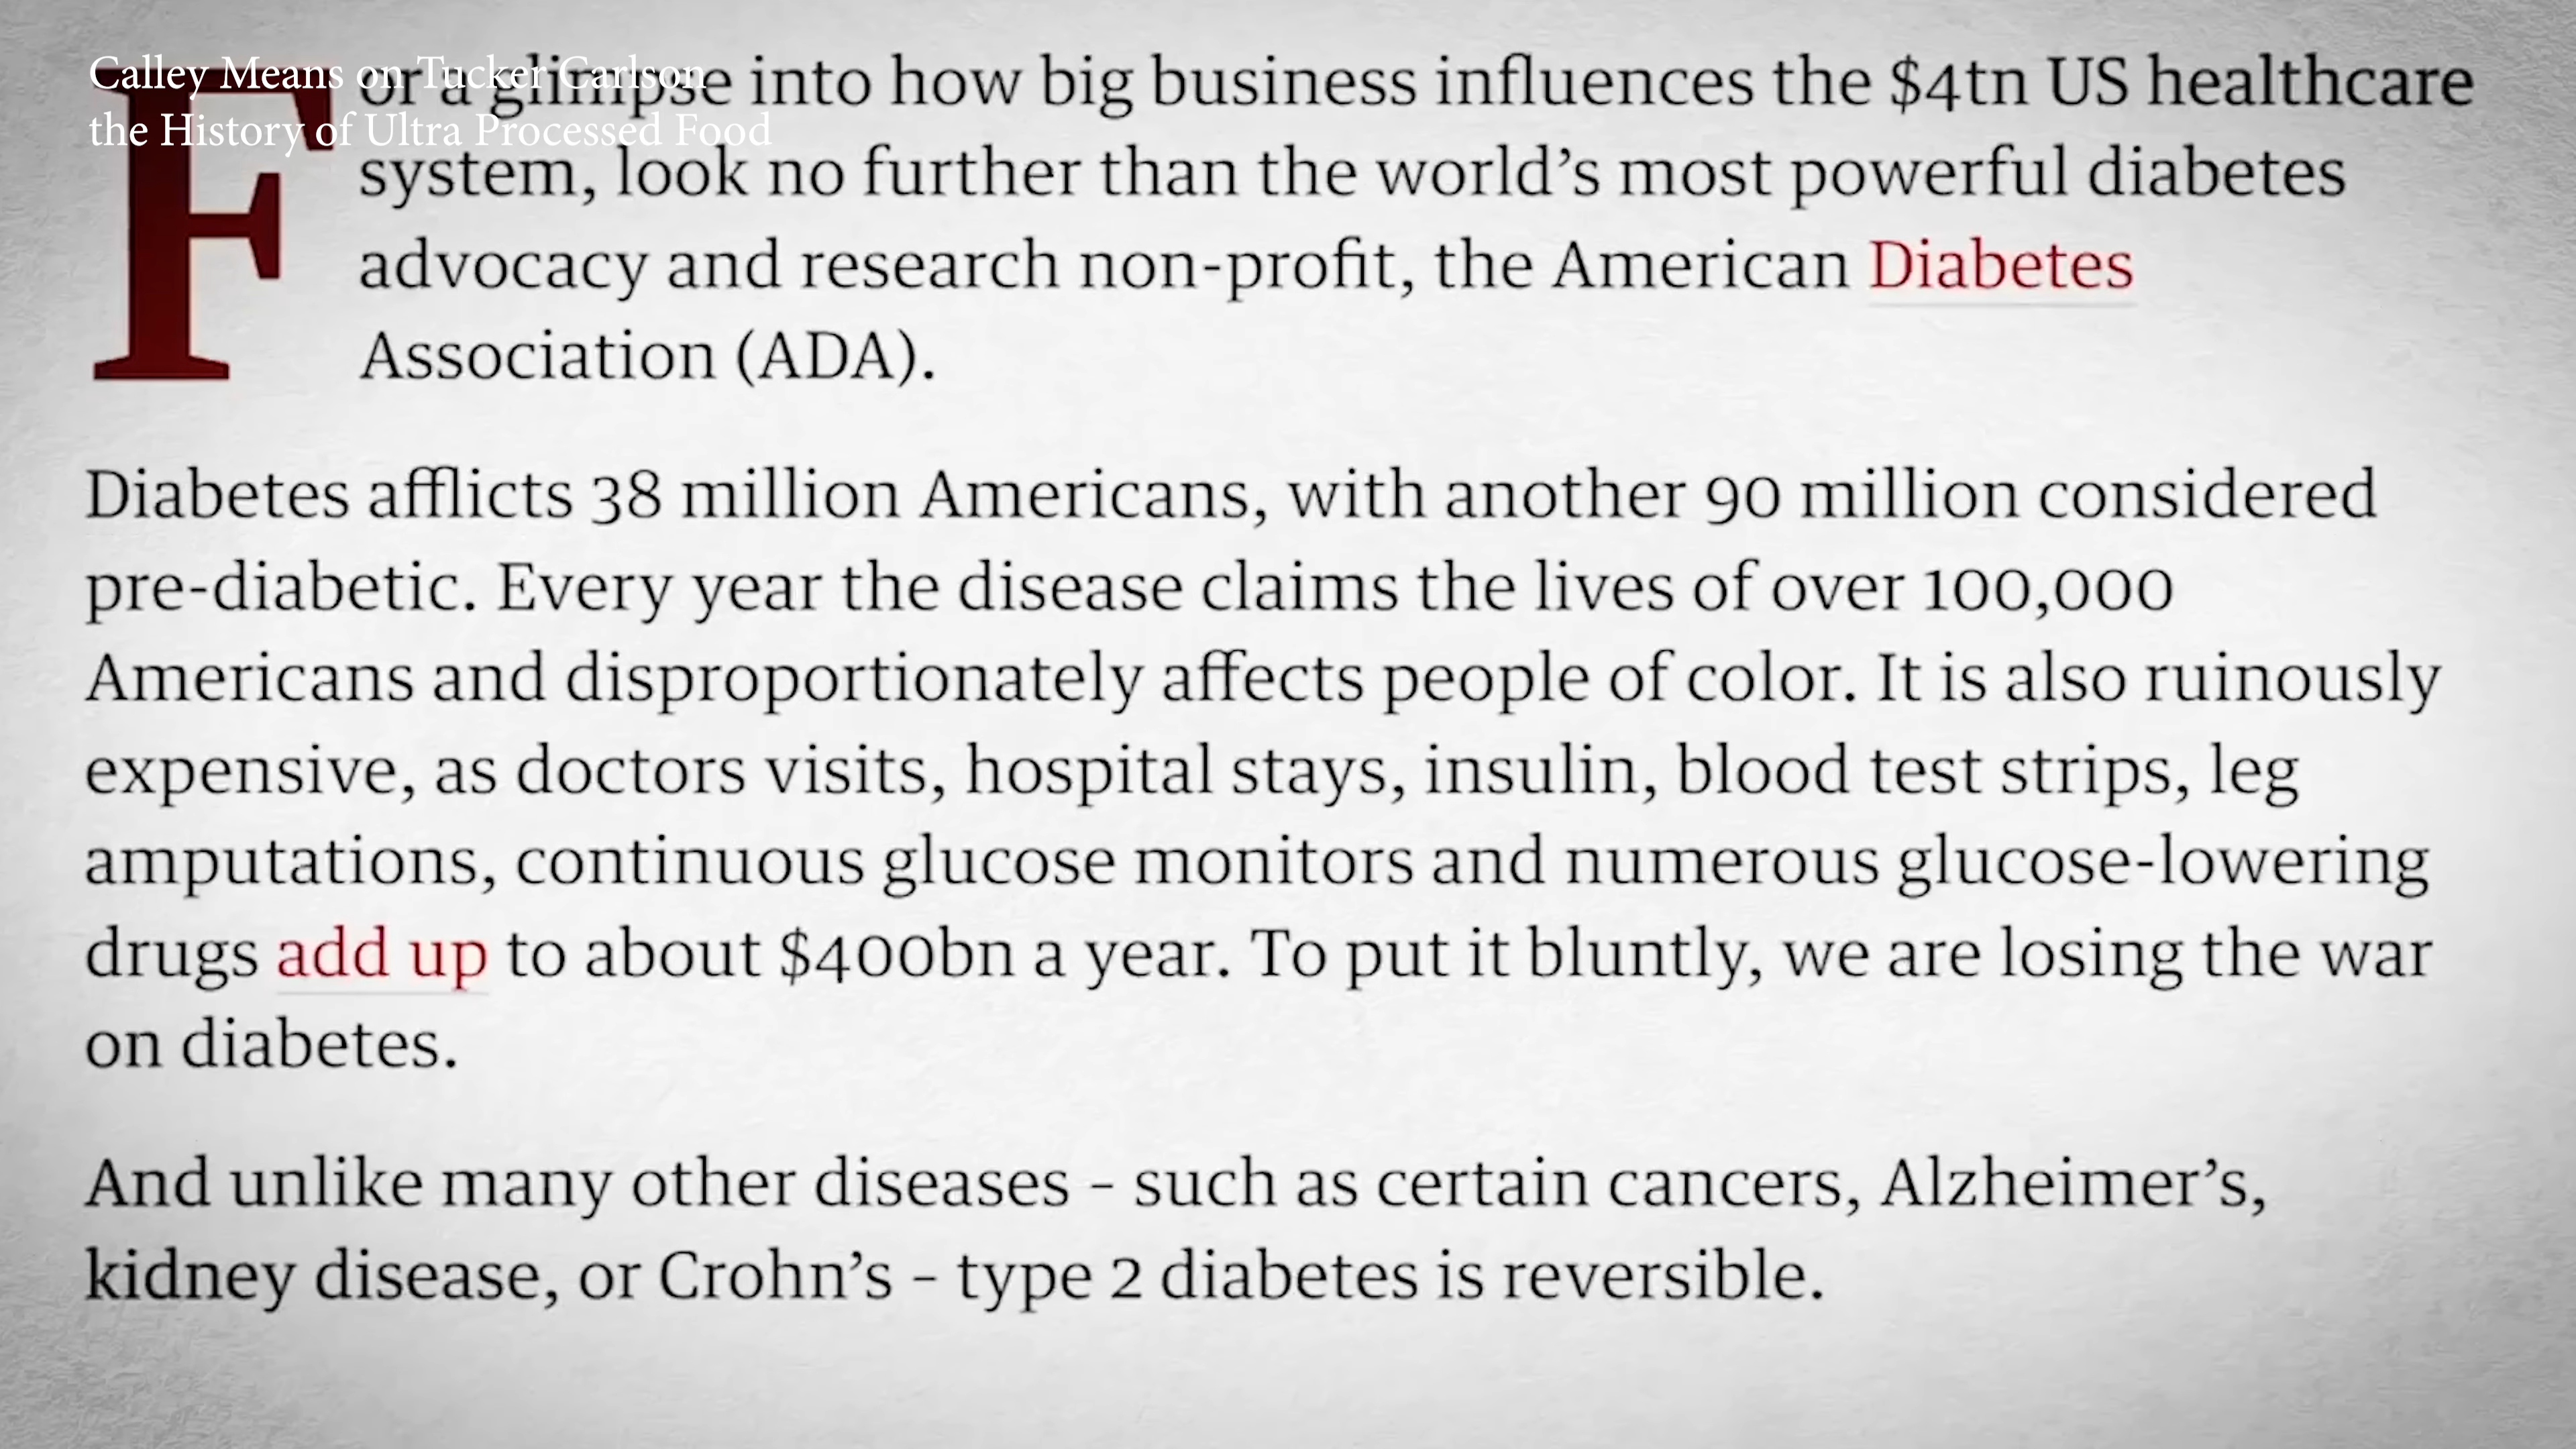 Calley Means on Tucker Carlson
the History of Ultra Processed Food
For a glimpse into how big business influences the $4tn US healthcare
system, look no further than the world’s most powerful diabetes
advocacy and research non-profit, the American Diabetes
Association (ADA).
Diabetes afflicts 38 million Americans, with another 90 million considered
pre-diabetic. Every year the disease claims the lives of over 100,000
Americans and disproportionately affects people of color. It is also ruinously
expensive, as doctors visits, hospital stays, insulin, blood test strips, leg
amputations, continuous glucose monitors and numerous glucose-lowering
drugs add up to about $400bn a year. To put it bluntly, we are losing the war
on diabetes.
And unlike many other diseases – such as certain cancers, Alzheimer’s,
kidney disease, or Crohn’s – type 2 diabetes is reversible.